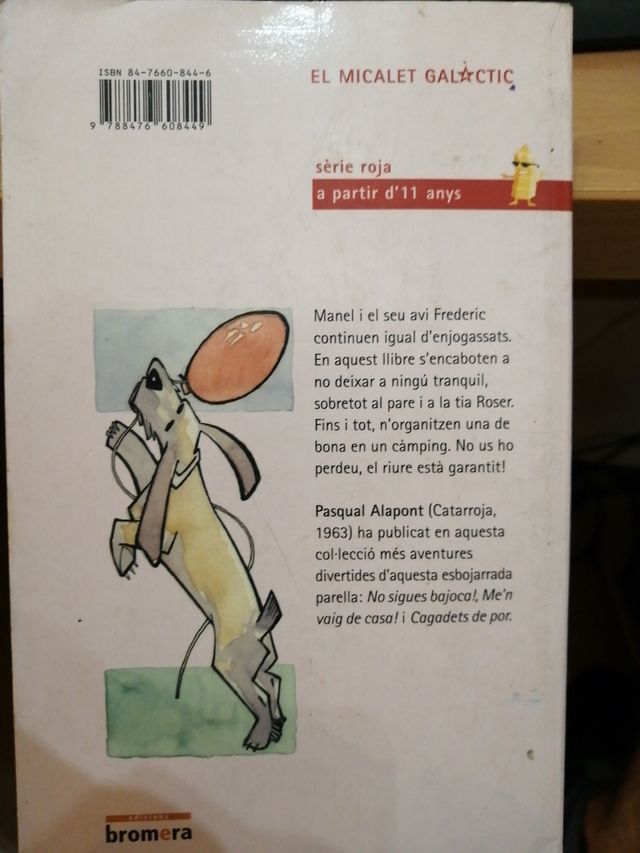 ISBN 84-7660-844-6
9 788476 608449
EL MICALET GALÀCTIC
sèrie roja
a partir d'11 anys
Manel i el seu avi Frederic
continuen igual d'enjogassats.
En aquest llibre s'encaboten a
no deixar a ningú tranquil,
sobretot al pare i a la tia Roser.
Fins i tot, n'organitzen una de
bona en un càmping. No us ho
perdeu, el riure està garantit!
Pasqual Alapont (Catarroja,
1963) ha publicat en aquesta
col·lecció més aventures
divertides d'aquesta esbojarrada
parella: No sigues bajoca!, Me'n
vaig de casa! i Cagadets de por.
edicions
bromera